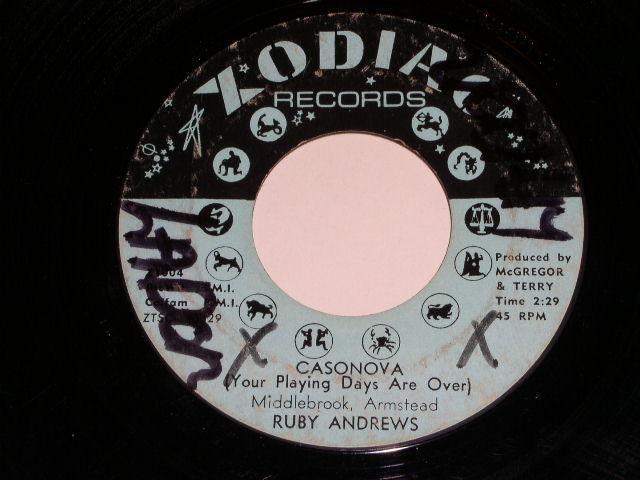 ZODIAC
RECORDS
Produced by
McGREGOR
& TERRY
Time 2:29
45 RPM
M.I.
M.I.
29
X
X
CASONOVA
(Your Playing Days Are Over)
Middlebrook, Armstead
RUBY ANDREWS